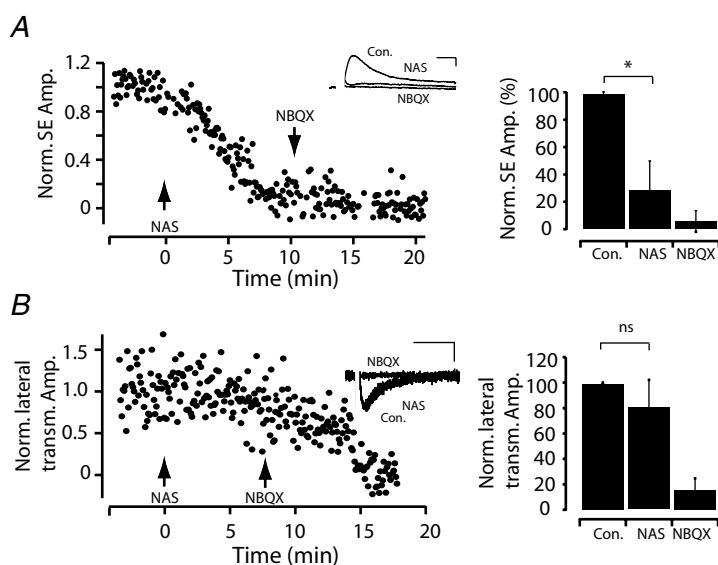 A
Norm. SE Amp.
1.2
0.8
0.4
0
Con.
NAS
NBQX
NBQX
NAS
0 5 10 15 20
Time (min)
Norm. SE Amp. (%)
100
80
60
40
20
0
*
Con. NAS NBQX
B
Norm. lateral
transm. Amp.
1.5
1.0
0.5
0
NBQX
NAS
Con.
NAS
NBQX
0 5 10 15 20
Time (min)
Norm. lateral
transm. Amp.
120
100
80
60
40
20
0
ns
Con. NAS NBQX